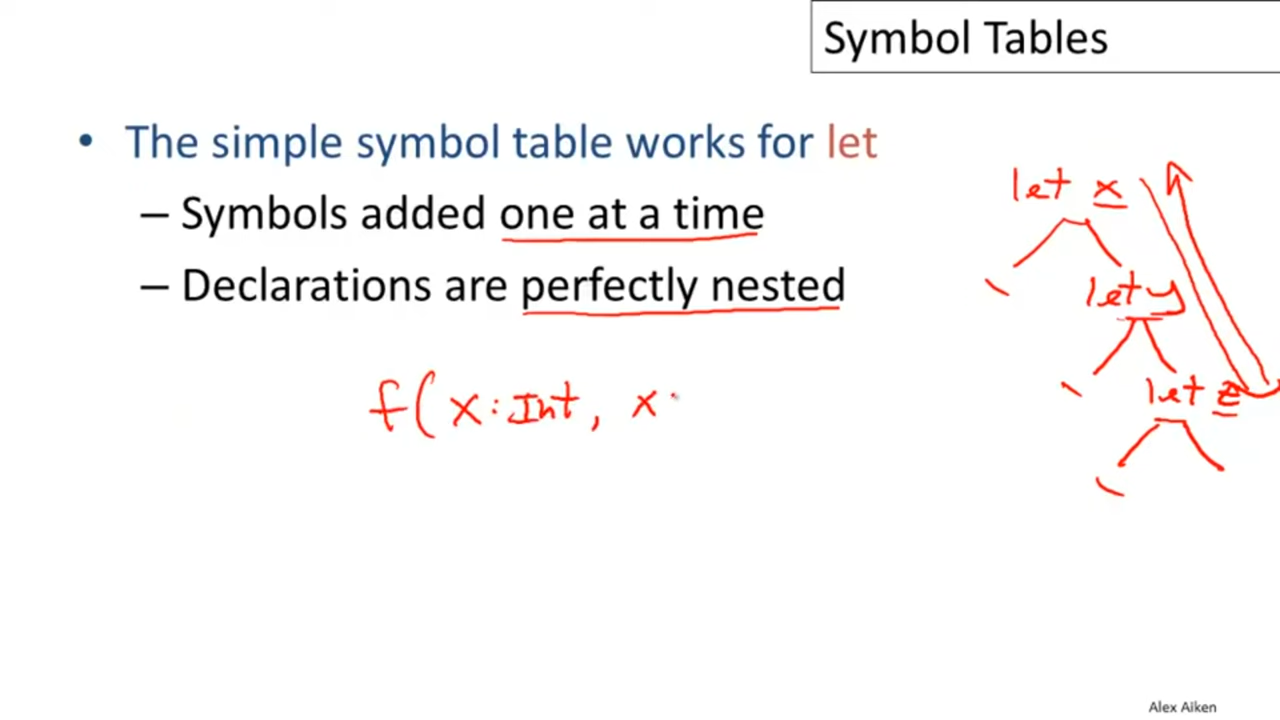 Symbol Tables
• The simple symbol table works for let
– Symbols added one at a time
– Declarations are perfectly nested
let x
let y
let z
f( x: Int, x :
Alex Aiken